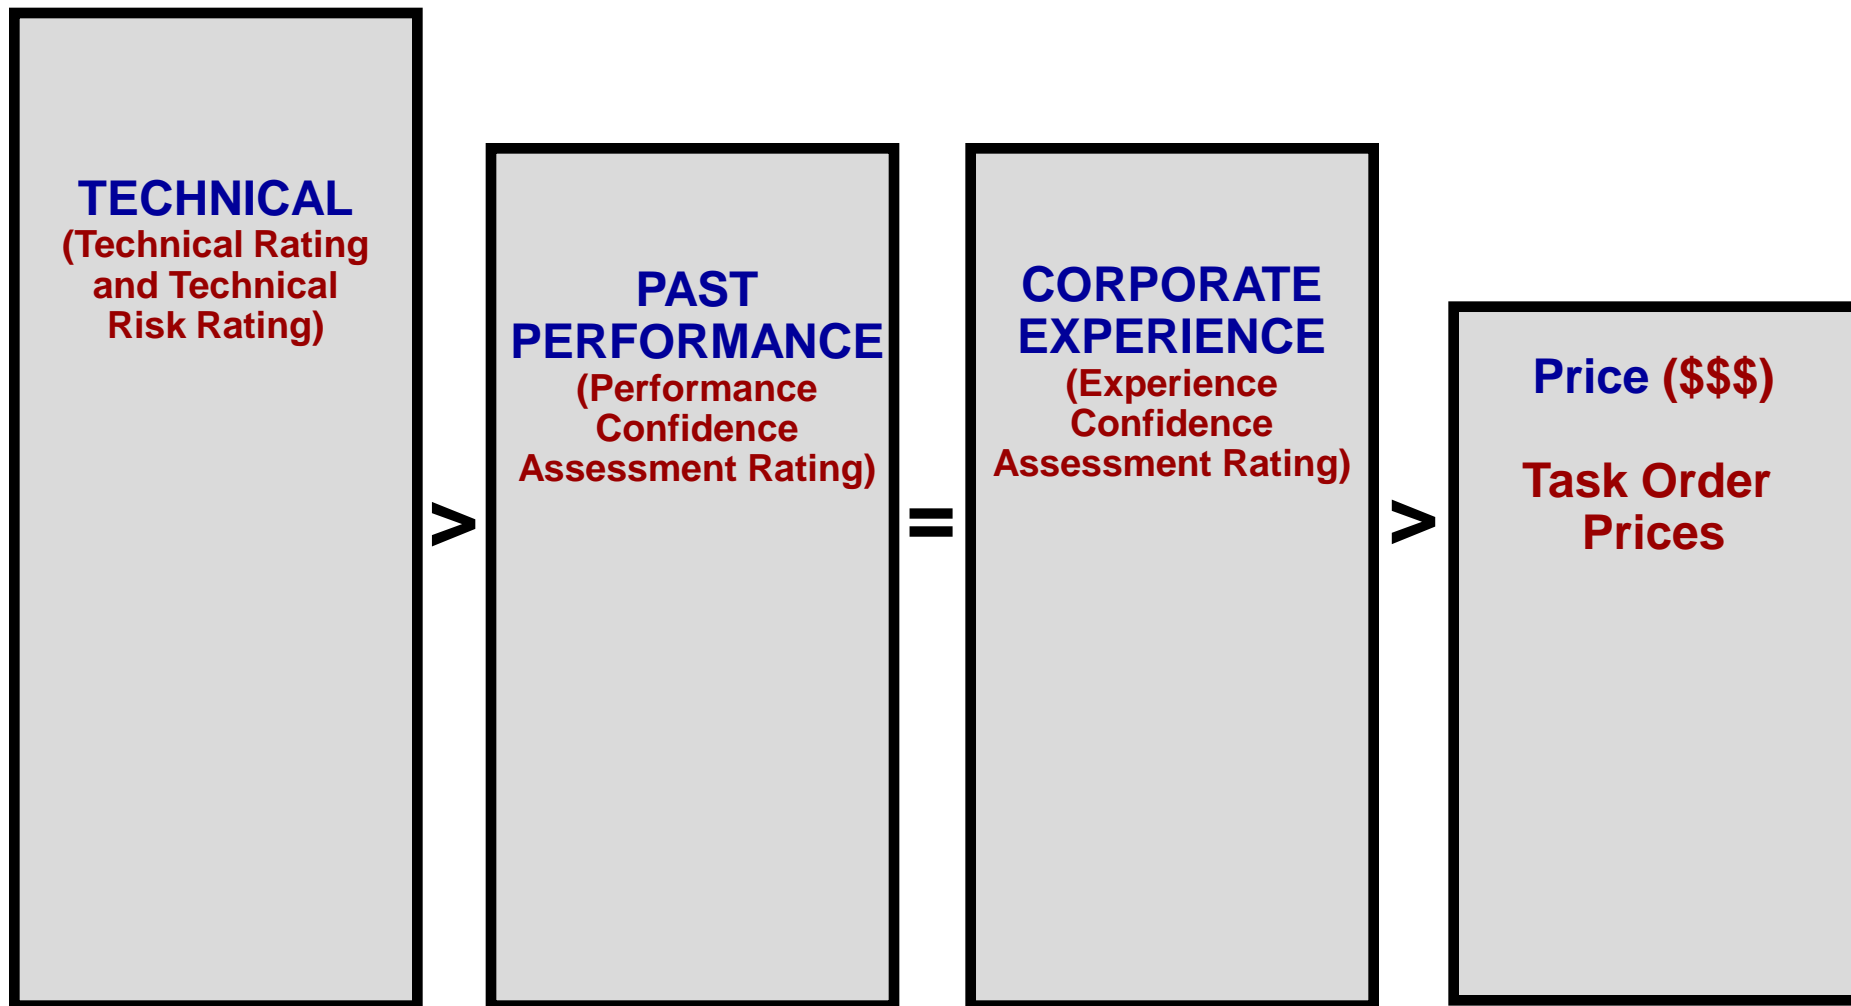 TECHNICAL
(Technical Rating
and Technical
Risk Rating)
>
PAST
PERFORMANCE
(Performance
Confidence
Assessment Rating)
=
CORPORATE
EXPERIENCE
(Experience
Confidence
Assessment Rating)
>
Price ($$$)
Task Order
Prices